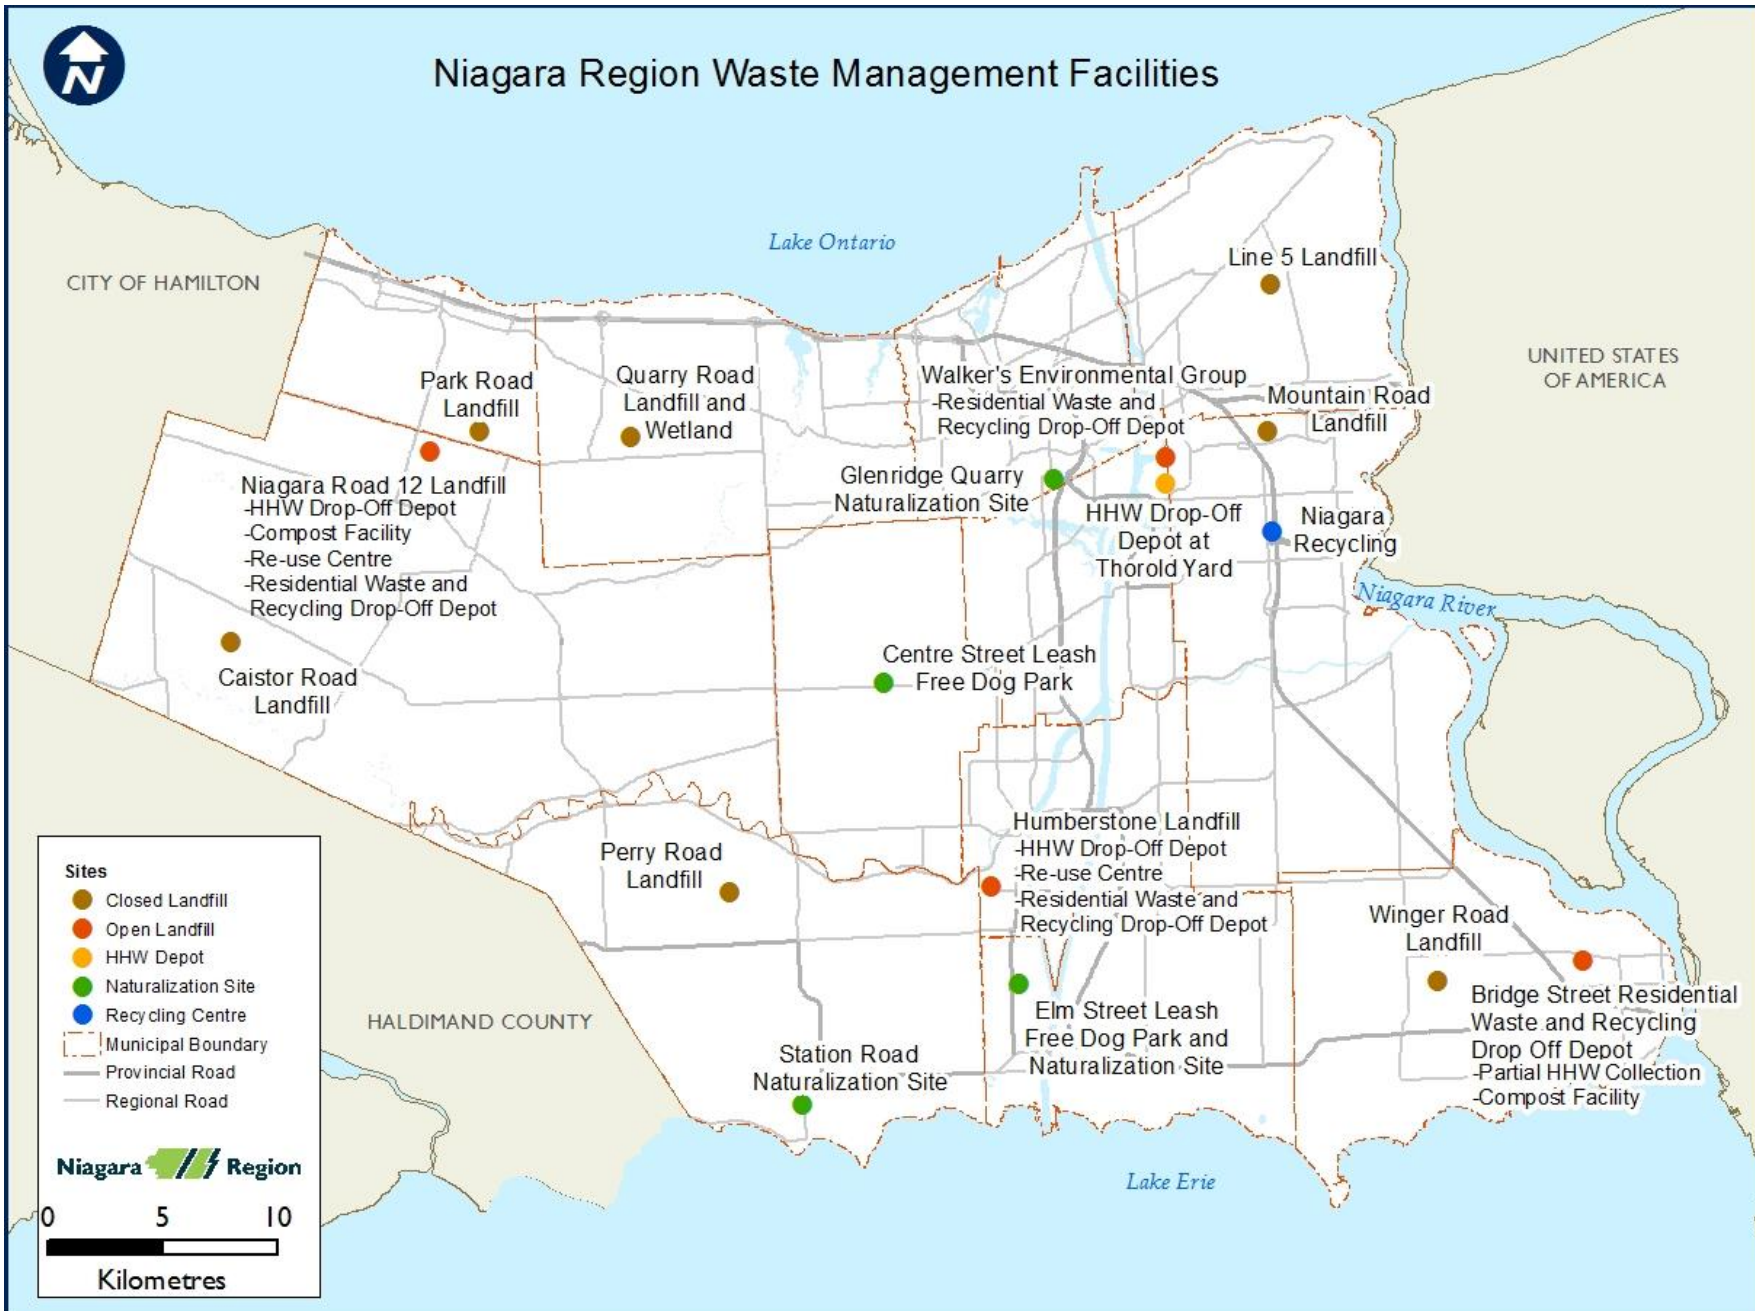 N
Niagara Region Waste Management Facilities
Lake Ontario
CITY OF HAMILTON
Line 5 Landfill
UNITED STATES
OF AMERICA
Park Road
Landfill
Quarry Road
Landfill and
Wetland
Walker's Environmental Group
-Residential Waste and
Recycling Drop-Off Depot
Mountain Road
Landfill
Glenridge Quarry
Naturalization Site
Niagara Road 12 Landfill
-HHW Drop-Off Depot
-Compost Facility
-Re-use Centre
-Residential Waste and
Recycling Drop-Off Depot
HHW Drop-Off
Depot at
Thorold Yard
Niagara
Recycling
Niagara River
Caistor Road
Landfill
Centre Street Leash
Free Dog Park
Perry Road
Landfill
Humberstone Landfill
-HHW Drop-Off Depot
-Re-use Centre
-Residential Waste and
Recycling Drop-Off Depot
Winger Road
Landfill
Bridge Street Residential
Waste and Recycling
Drop Off Depot
-Partial HHW Collection
-Compost Facility
Elm Street Leash
Free Dog Park and
Naturalization Site
HALDIMAND COUNTY
Station Road
Naturalization Site
Lake Erie
Sites
Closed Landfill
Open Landfill
HHW Depot
Naturalization Site
Recycling Centre
Municipal Boundary
Provincial Road
Regional Road
Niagara Region
0 5 10
Kilometres